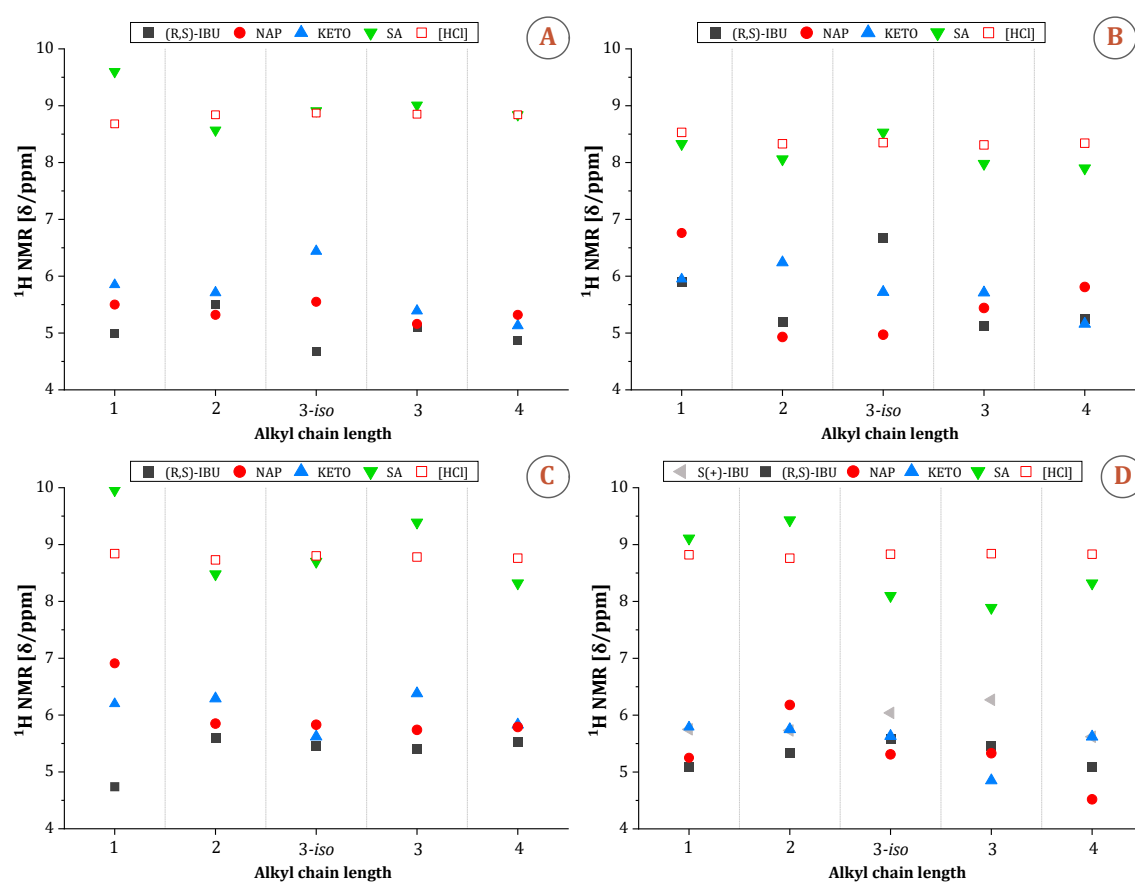 (R,S)-IBU NAP KETO SA [HCl]
A
10
9
8
7
6
5
4
¹H NMR [δ/ppm]
1 2 3-iso 3 4
Alkyl chain length
(R,S)-IBU NAP KETO SA [HCl]
B
10
9
8
7
6
5
4
¹H NMR [δ/ppm]
1 2 3-iso 3 4
Alkyl chain length
(R,S)-IBU NAP KETO SA [HCl]
C
10
9
8
7
6
5
4
¹H NMR [δ/ppm]
1 2 3-iso 3 4
Alkyl chain length
S(+)-IBU (R,S)-IBU NAP KETO SA [HCl]
D
10
9
8
7
6
5
4
¹H NMR [δ/ppm]
1 2 3-iso 3 4
Alkyl chain length